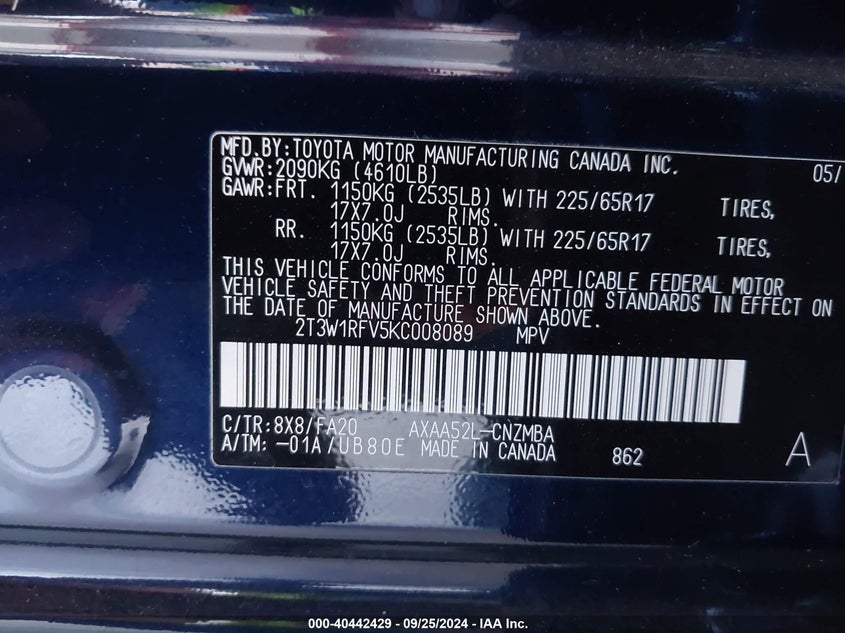 MFD.BY:TOYOTA MOTOR MANUFACTURING CANADA INC. 05/
GVWR:2090KG (4610LB)
GAWR:FRT. 1150KG (2535LB) WITH 225/65R17 TIRES,
17X7.0J RIMS.
RR. 1150KG (2535LB) WITH 225/65R17 TIRES,
17X7.0J RIMS.
THIS VEHICLE CONFORMS TO ALL APPLICABLE FEDERAL MOTOR
VEHICLE SAFETY AND THEFT PREVENTION STANDARDS IN EFFECT ON
THE DATE OF MANUFACTURE SHOWN ABOVE.
2T3W1RFV5KC008089 MPV
C/TR:8X8/FA20 AXAA52L-CNZMBA
A/TM:-01A/UB80E MADE IN CANADA 862 A
000-40442429 - 09/25/2024 - IAA Inc.